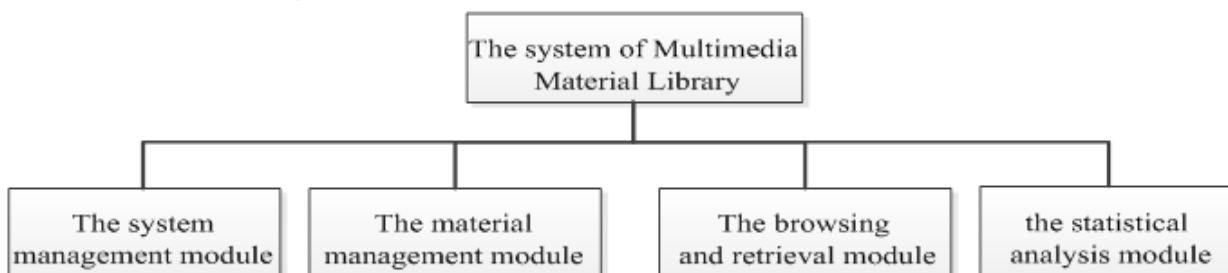 The system of Multimedia
Material Library
The system
management module
The material
management module
The browsing
and retrieval module
the statistical
analysis module